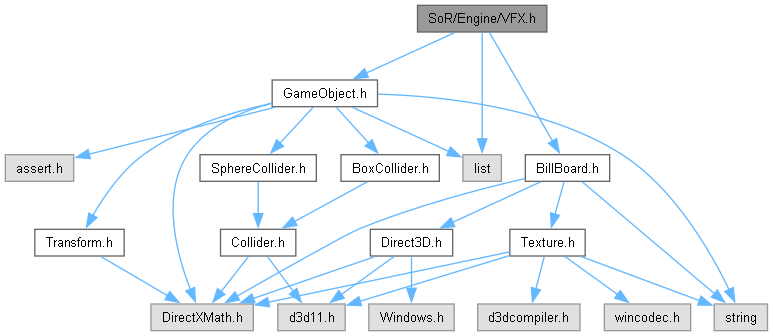 SoR/Engine/VFX.h
GameObject.h
assert.h
SphereCollider.h
BoxCollider.h
list
BillBoard.h
Transform.h
Collider.h
Direct3D.h
Texture.h
DirectXMath.h
d3d11.h
Windows.h
d3dcompiler.h
wincodec.h
string